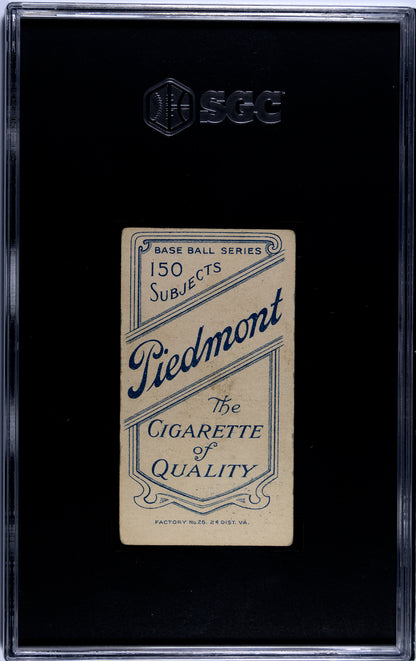 SGC
BASE BALL SERIES
150
SUBJECTS
Piedmont
The
CIGARETTE
of
QUALITY
FACTORY No 25, 2d DIST. VA.